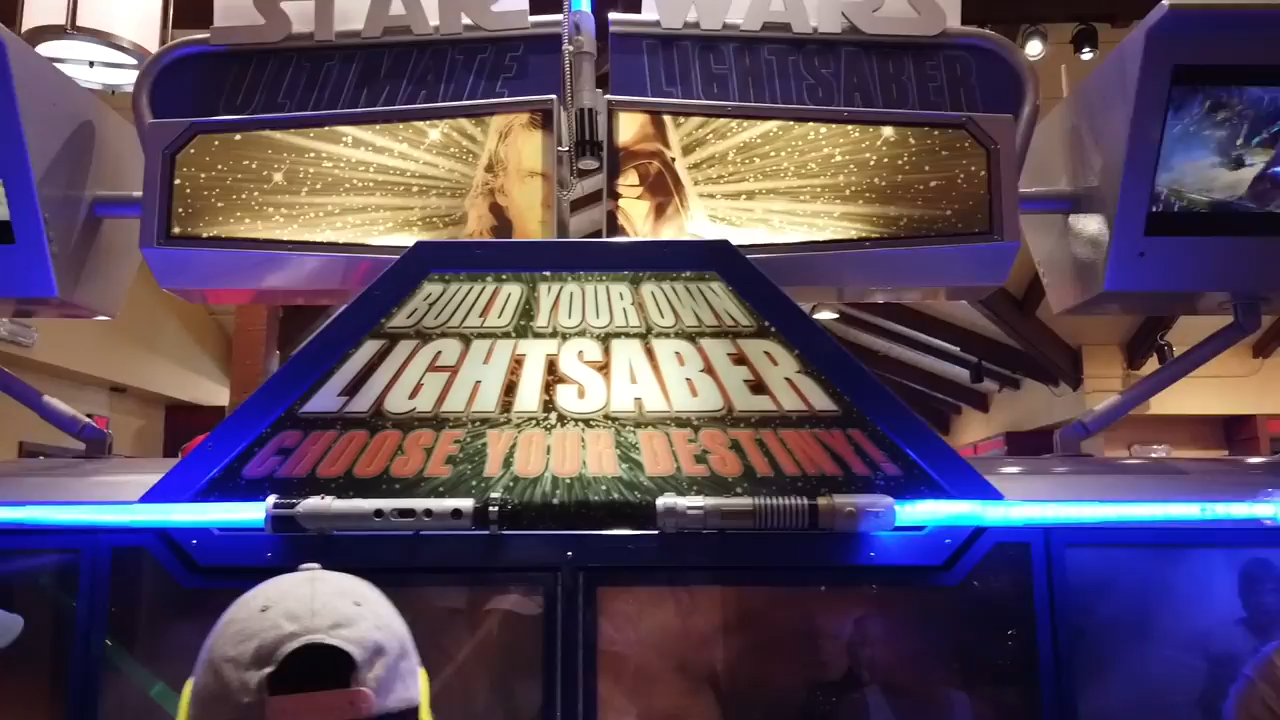 STAR WARS
ULTIMATE LIGHTSABER
BUILD YOUR OWN
LIGHTSABER
CHOOSE YOUR DESTINY!